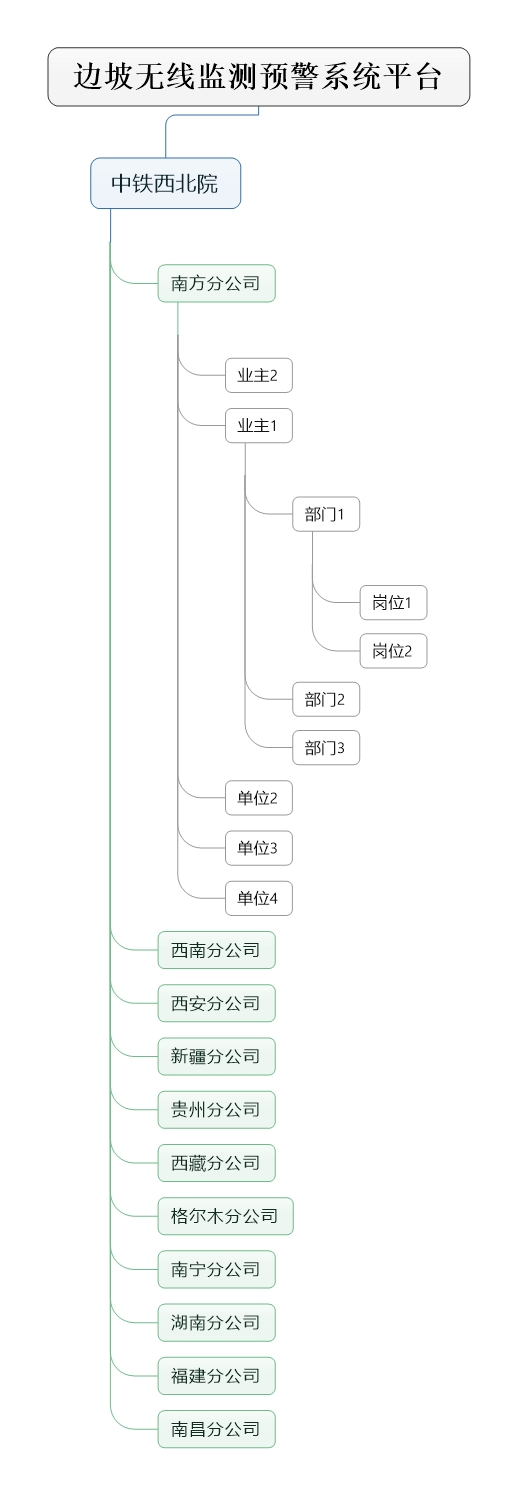 边坡无线监测预警系统平台
中铁西北院
南方分公司
业主2
业主1
部门1
岗位1
岗位2
部门2
部门3
单位2
单位3
单位4
西南分公司
西安分公司
新疆分公司
贵州分公司
西藏分公司
格尔木分公司
南宁分公司
湖南分公司
福建分公司
南昌分公司